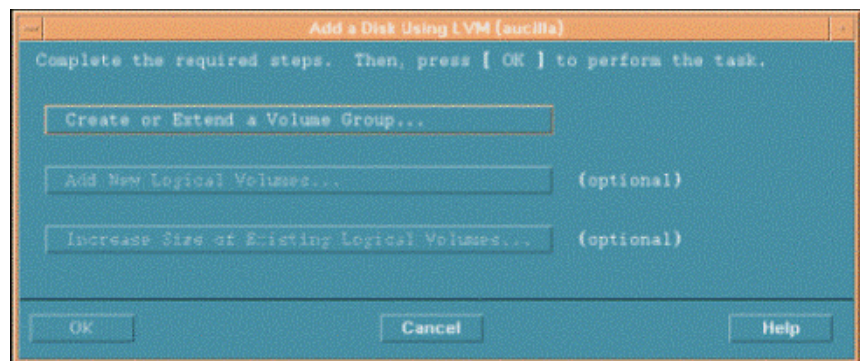 Add a Disk Using LVM (aucilla)
Complete the required steps. Then, press [ OK ] to perform the task.
Create or Extend a Volume Group...
Add New Logical Volumes... (optional)
Increase Size of Existing Logical Volumes... (optional)
OK Cancel Help